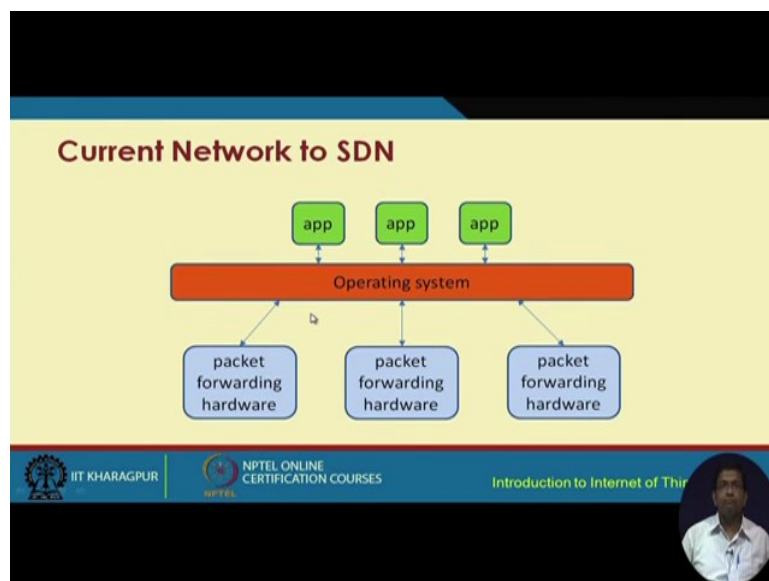 Current Network to SDN
app app app
Operating system
packet
forwarding
hardware
packet
forwarding
hardware
packet
forwarding
hardware
IIT KHARAGPUR
NPTEL
NPTEL ONLINE
CERTIFICATION COURSES
Introduction to Internet of Thi